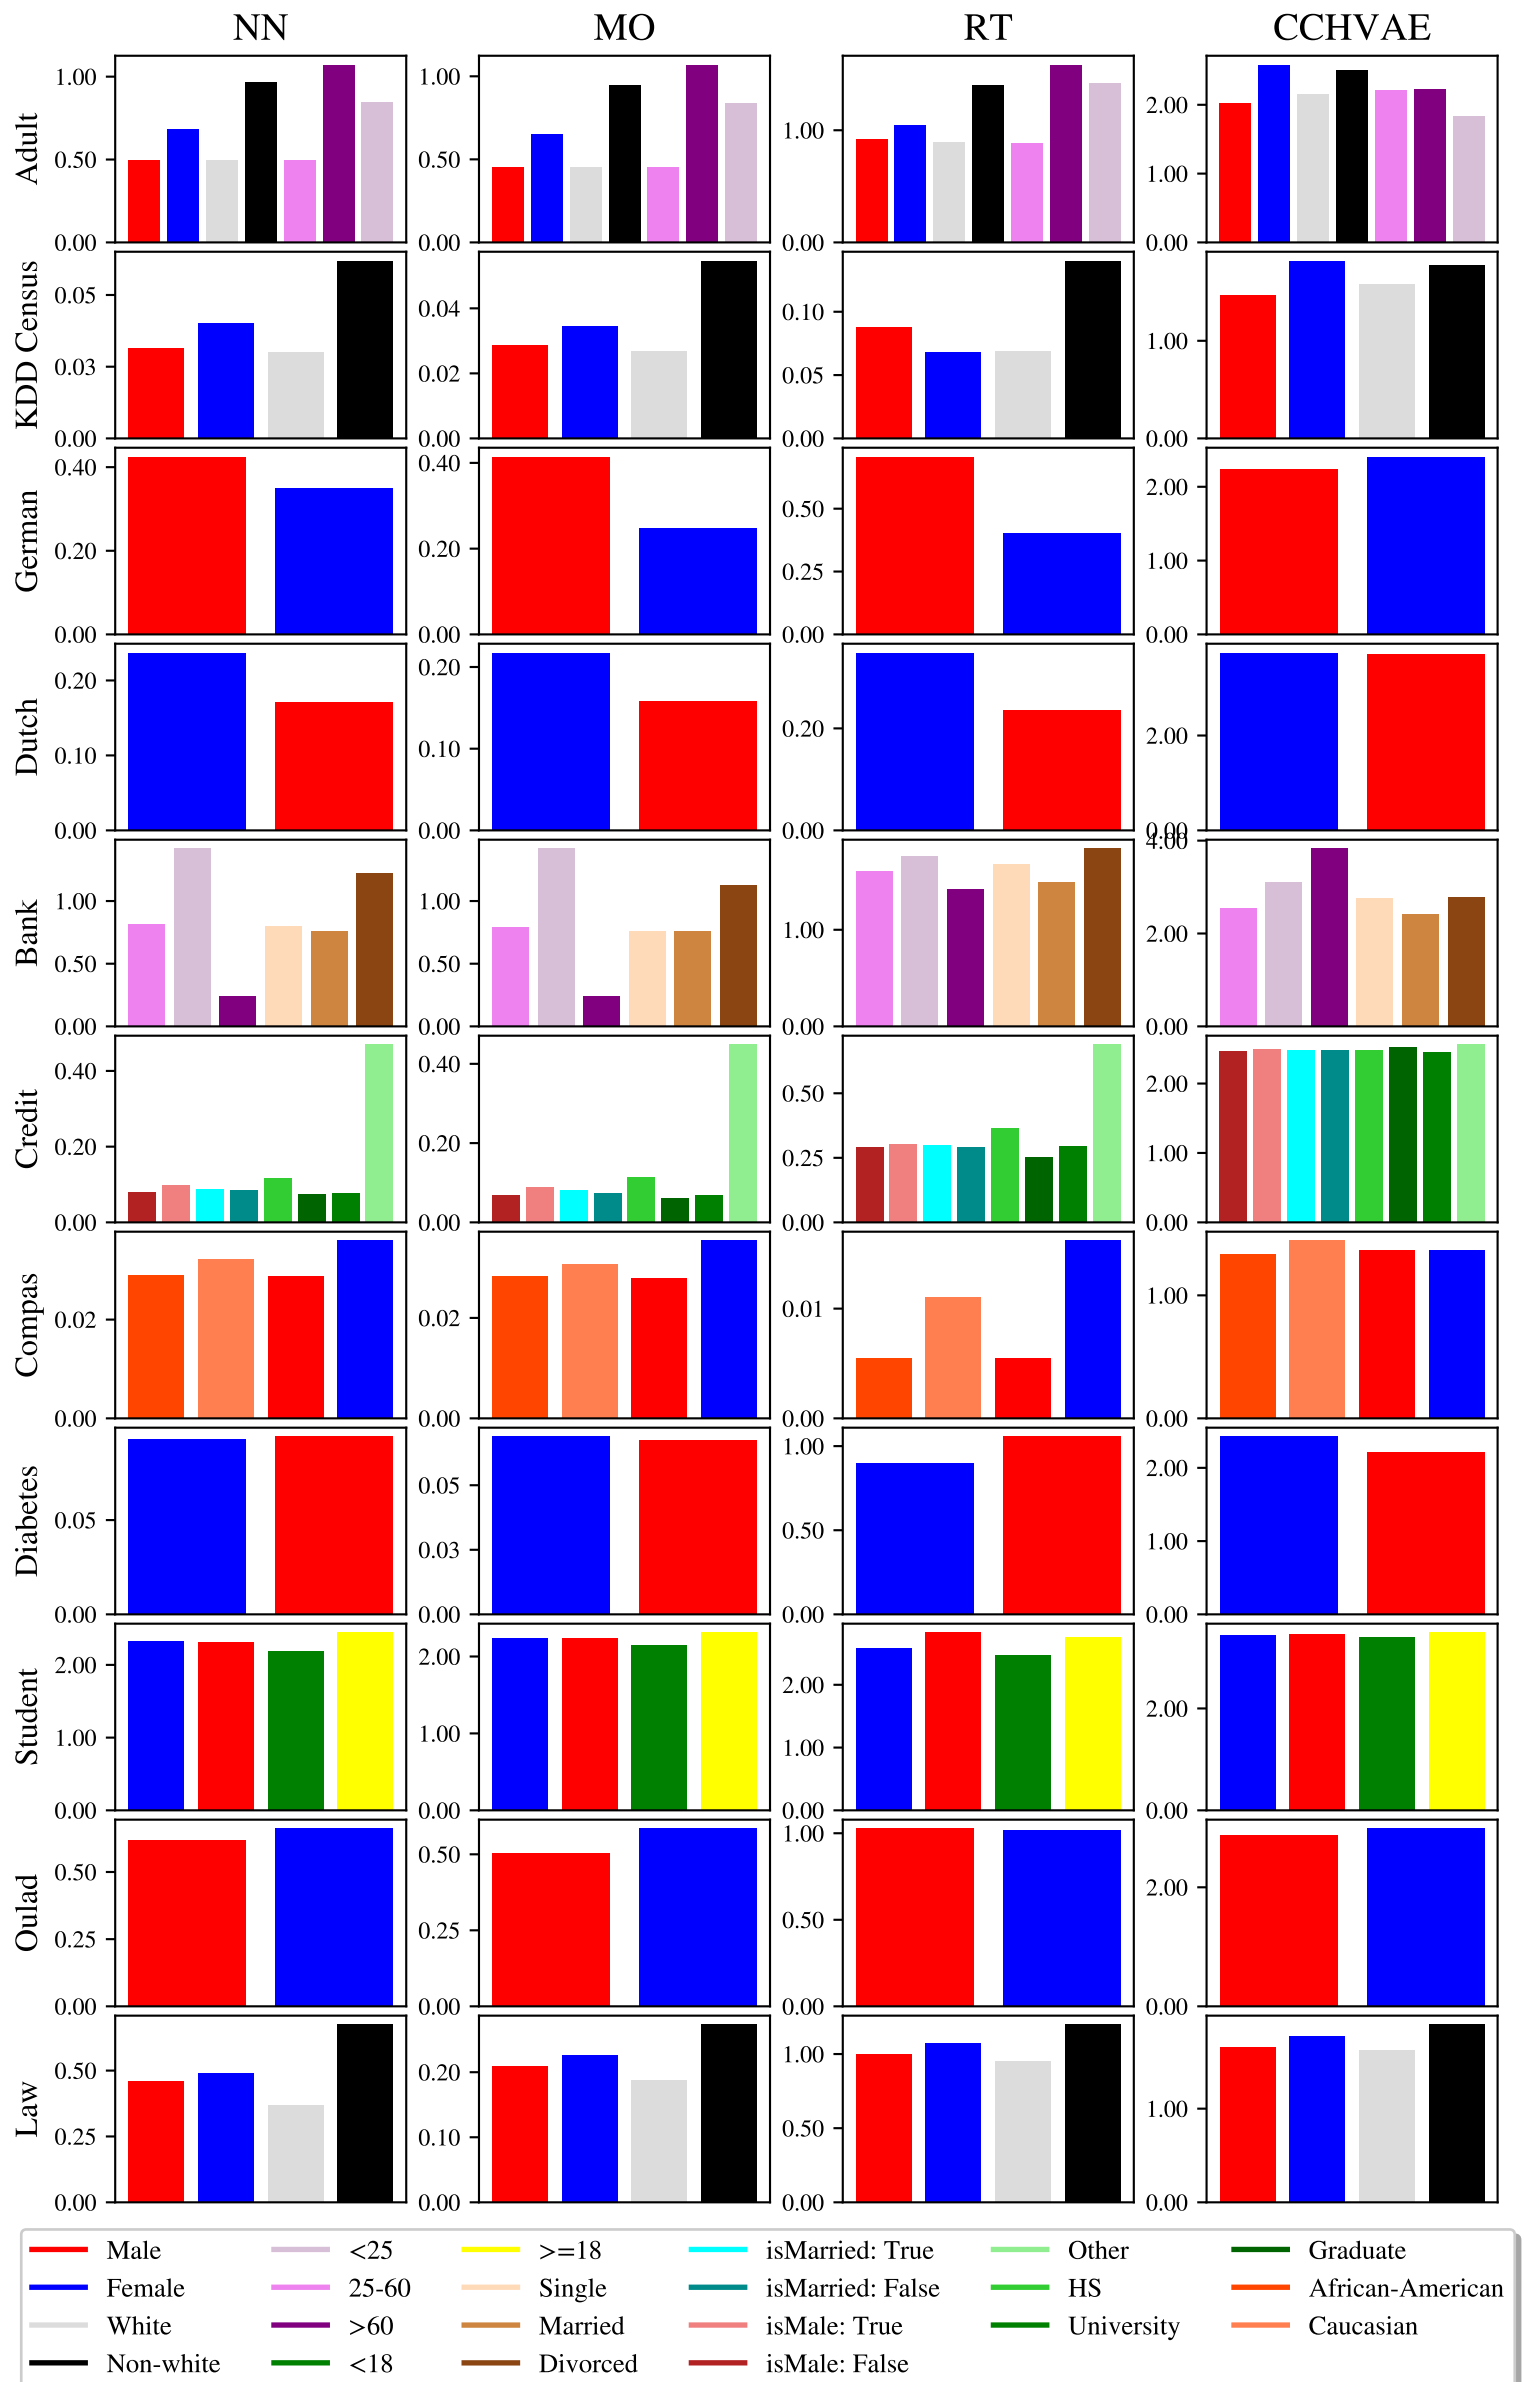 NN MO RT CCHVAE
Adult
1.00 0.50 0.00
1.00 0.50 0.00
1.00 0.00
2.00 1.00 0.00
KDD Census
0.05 0.03 0.00
0.04 0.02 0.00
0.10 0.05 0.00
1.00 0.00
German
0.40 0.20 0.00
0.40 0.20 0.00
0.50 0.25 0.00
2.00 1.00 0.00
Dutch
0.20 0.10 0.00
0.20 0.10 0.00
0.20 0.00
2.00 0.00
Bank
1.00 0.50 0.00
1.00 0.50 0.00
1.00 0.00
4.00 2.00 0.00
Credit
0.40 0.20 0.00
0.40 0.20 0.00
0.50 0.25 0.00
2.00 1.00 0.00
Compas
0.02 0.00
0.02 0.00
0.01 0.00
1.00 0.00
Diabetes
0.05 0.00
0.05 0.03 0.00
1.00 0.50 0.00
2.00 1.00 0.00
Student
2.00 1.00 0.00
2.00 1.00 0.00
2.00 1.00 0.00
2.00 0.00
Oulad
0.50 0.25 0.00
0.50 0.25 0.00
1.00 0.50 0.00
2.00 0.00
Law
0.50 0.25 0.00
0.20 0.10 0.00
1.00 0.50 0.00
1.00 0.00
Male <25 >=18 isMarried: True Other Graduate
Female 25-60 Single isMarried: False HS African-American
White >60 Married isMale: True University Caucasian
Non-white <18 Divorced isMale: False